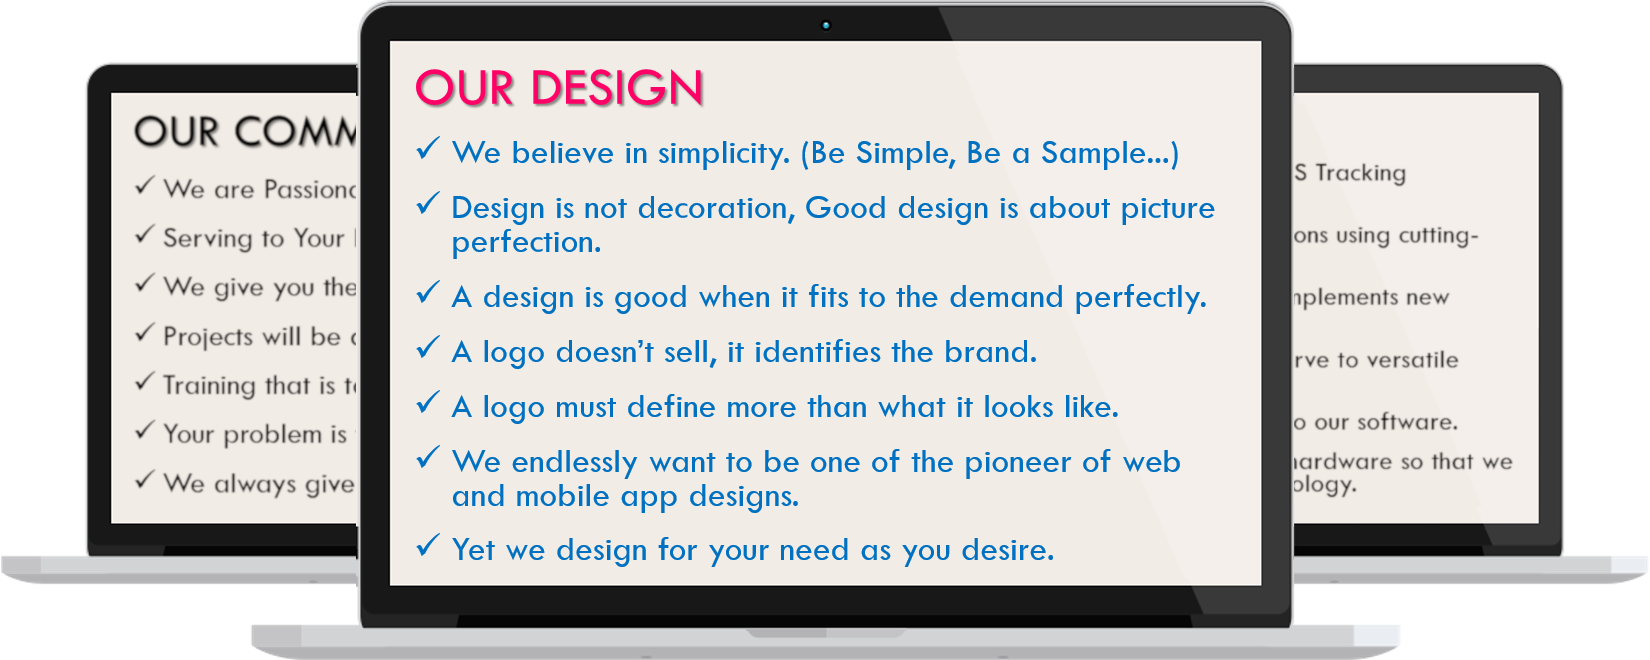 OUR COMM
We are Passiona
Serving to Your
We give you the
Projects will be
Training that is
Your problem is
We always give
OUR DESIGN
✓ We believe in simplicity. (Be Simple, Be a Sample...)
✓ Design is not decoration, Good design is about picture
perfection.
✓ A design is good when it fits to the demand perfectly.
✓ A logo doesn't sell, it identifies the brand.
✓ A logo must define more than what it looks like.
✓ We endlessly want to be one of the pioneer of web
and mobile app designs.
✓ Yet we design for your need as you desire.
S Tracking
ons using cutting-
mplements new
rve to versatile
o our software.
hardware so that we
ology.